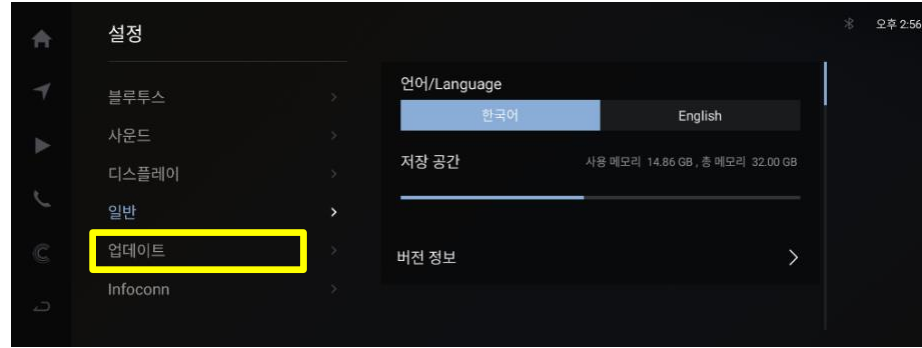 설정
오후 2:56
블루투스
사운드
디스플레이
일반
업데이트
Infoconn
언어/Language
한국어 English
저장 공간 사용 메모리 14.86 GB , 총 메모리 32.00 GB
버전 정보